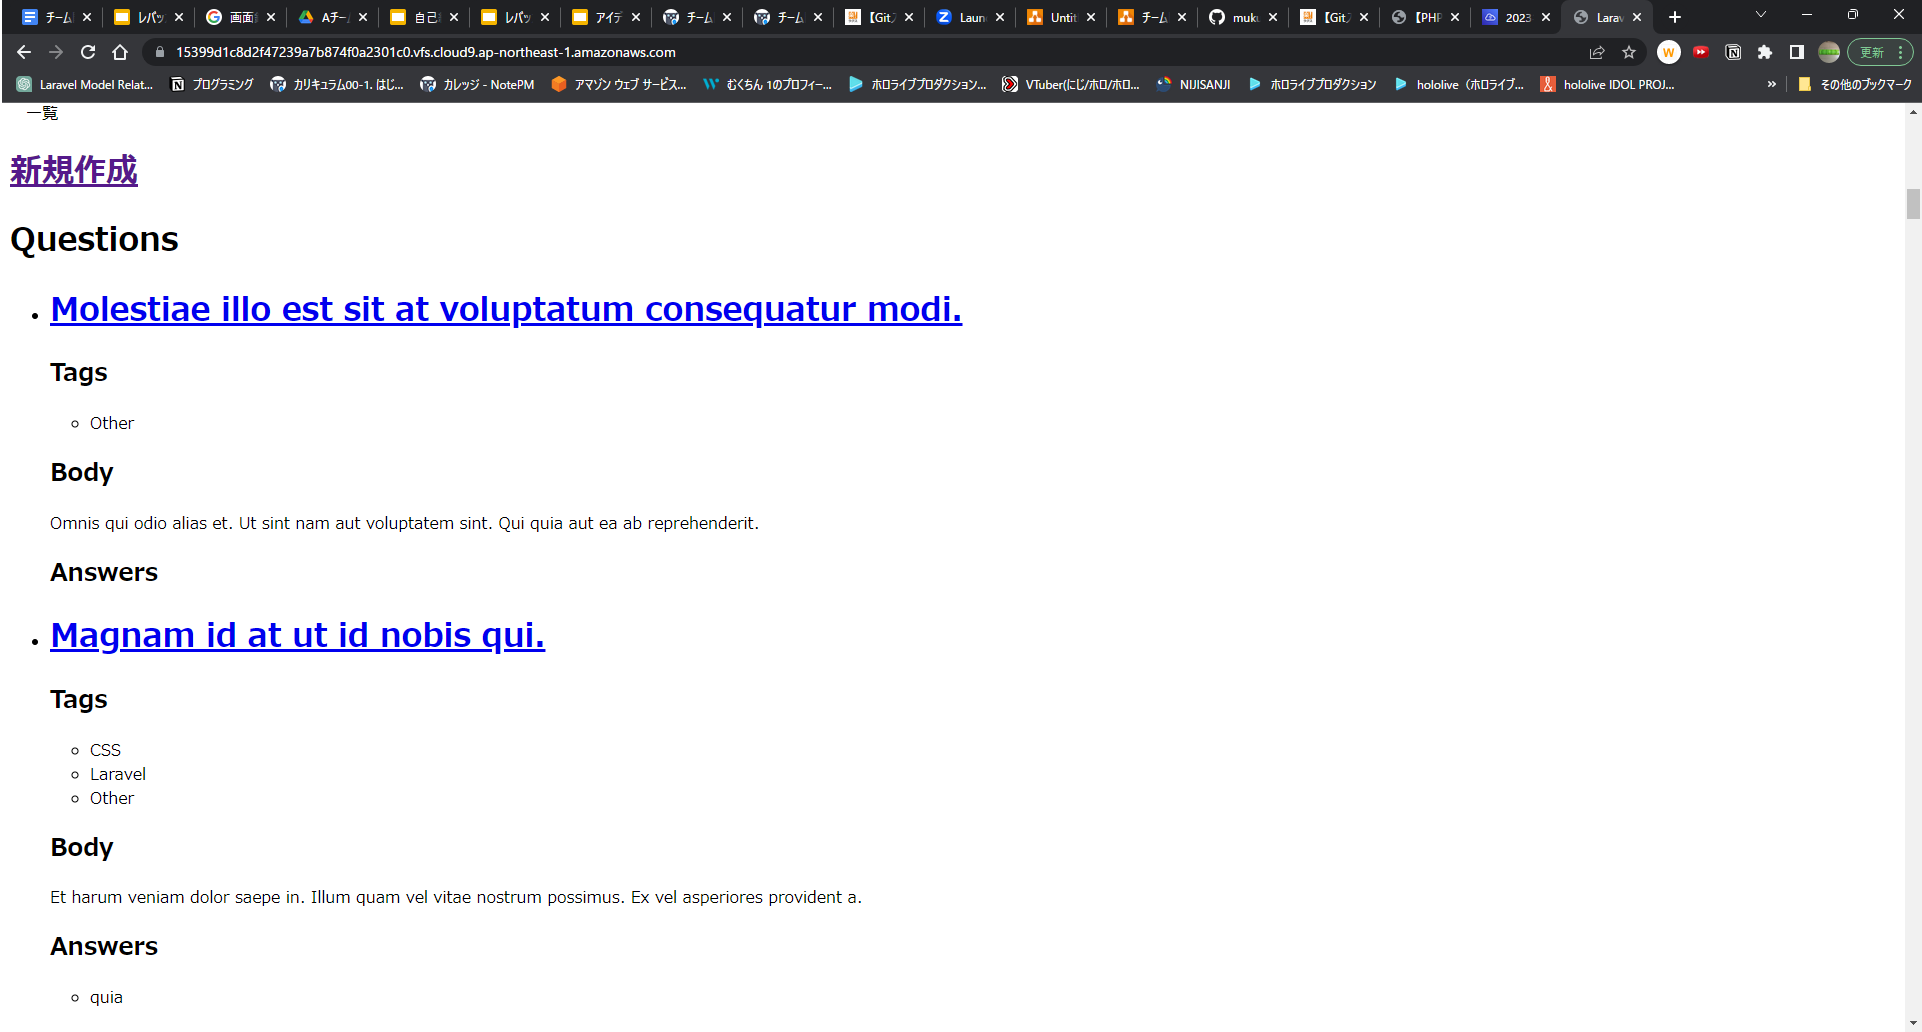 チーム
レパッ
画面
Aチー
自己
レパッ
アイデ
チーム
チーム
【Git
Laun
Untit
チーム
muk
【Git
【PHP
2023
Larav
15399d1c8d2f47239a7b874f0a2301c0.vfs.cloud9.ap-northeast-1.amazonaws.com
更新
Laravel Model Relat...
プログラミング
カリキュラム00-1. はじ...
カレッジ - NotePM
アマゾン ウェブ サービス...
むくちん 1のプロフィー...
ホロライブプロダクション...
VTuber(にじ/ホロ/ホロ...
NIJISANJI
ホロライブプロダクション
hololive（ホロライブ...
hololive IDOL PROJ...
»
その他のブックマーク
一覧
新規作成
Questions
Molestiae illo est sit at voluptatum consequatur modi.
Tags
Other
Body
Omnis qui odio alias et. Ut sint nam aut voluptatem sint. Qui quia aut ea ab reprehenderit.
Answers
Magnam id at ut id nobis qui.
Tags
CSS
Laravel
Other
Body
Et harum veniam dolor saepe in. Illum quam vel vitae nostrum possimus. Ex vel asperiores provident a.
Answers
quia